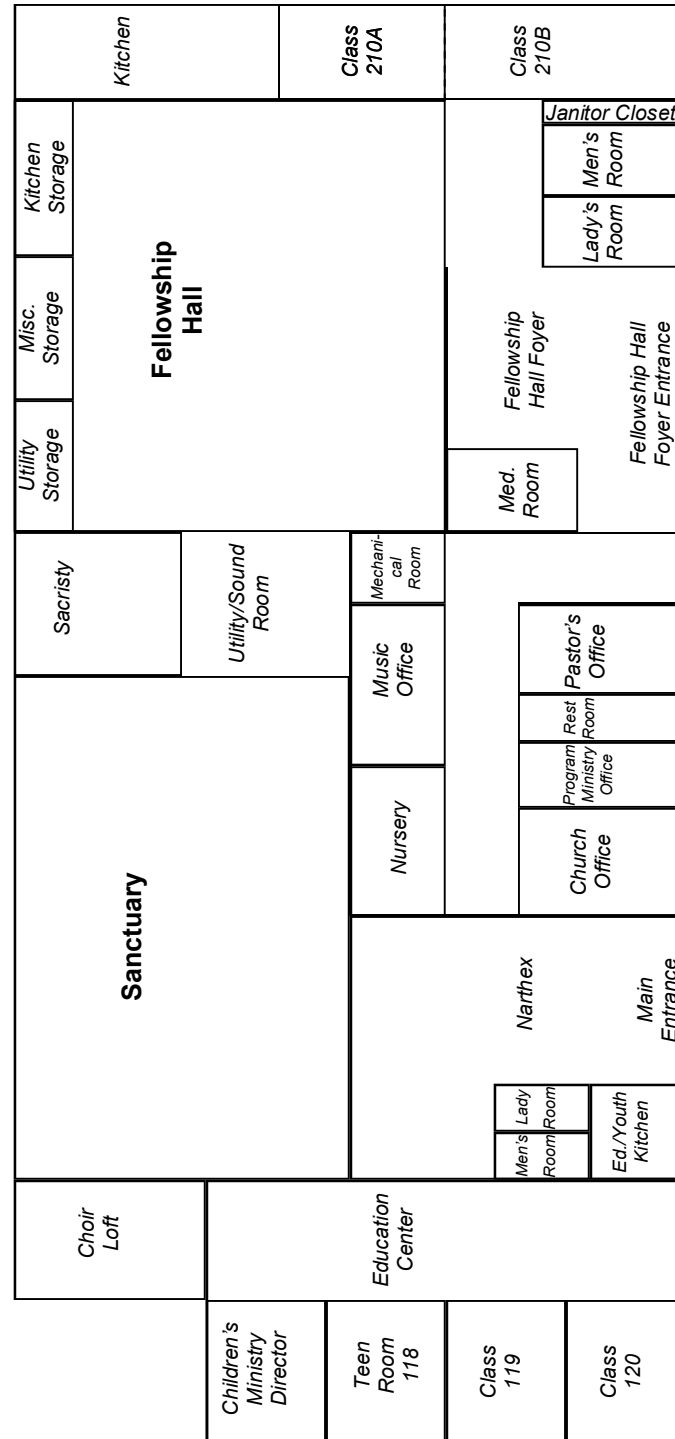 Choir
Loft
Sanctuary
Sacristy
Utility/Sound
Room
Utility
Storage
Misc.
Storage
Kitchen
Storage
Kitchen
Fellowship
Hall
Class
210A
Children's
Ministry
Director
Teen
Room
118
Education
Center
Nursery
Music
Office
Mechani-
cal
Room
Class
119
Men's
Room
Lady
Room
Narthex
Med.
Room
Fellowship
Hall Foyer
Class
210B
Class
120
Ed./Youth
Kitchen
Main
Entrance
Church
Office
Program
Ministry
Office
Rest
Room
Pastor's
Office
Fellowship Hall
Foyer Entrance
Lady's
Room
Men's
Room
Janitor Closet